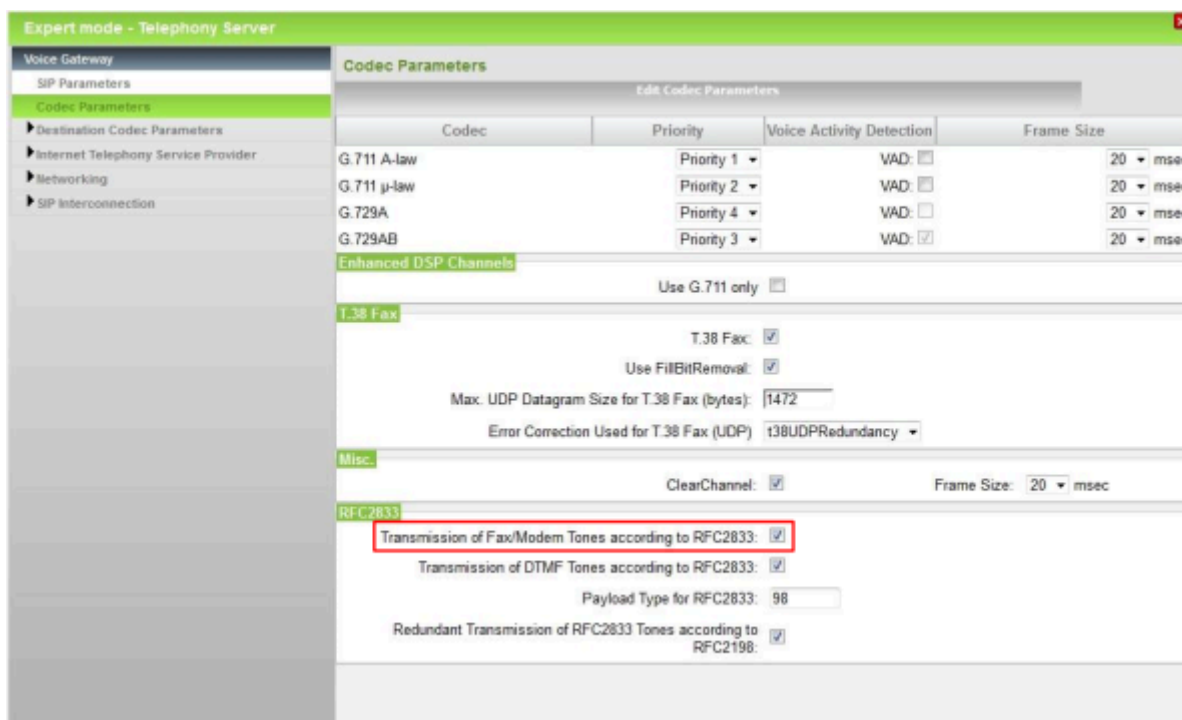 Expert mode - Telephony Server
Voice Gateway
SIP Parameters
Codec Parameters
Destination Codec Parameters
Internet Telephony Service Provider
Networking
SIP Interconnection
Codec Parameters
Edit Codec Parameters
Codec Priority Voice Activity Detection Frame Size
G.711 A-law Priority 1 VAD: 20 mse
G.711 μ-law Priority 2 VAD: 20 mse
G.729A Priority 4 VAD: 20 mse
G.729AB Priority 3 VAD: 20 mse
Enhanced DSP Channels
Use G.711 only
T.38 Fax
T.38 Fax:
Use FillBitRemoval:
Max. UDP Datagram Size for T.38 Fax (bytes): 1472
Error Correction Used for T.38 Fax (UDP) t38UDPRedundancy
Misc.
ClearChannel: Frame Size: 20 msec
RFC2833
Transmission of Fax/Modem Tones according to RFC2833:
Transmission of DTMF Tones according to RFC2833:
Payload Type for RFC2833: 98
Redundant Transmission of RFC2833 Tones according to
RFC2198: